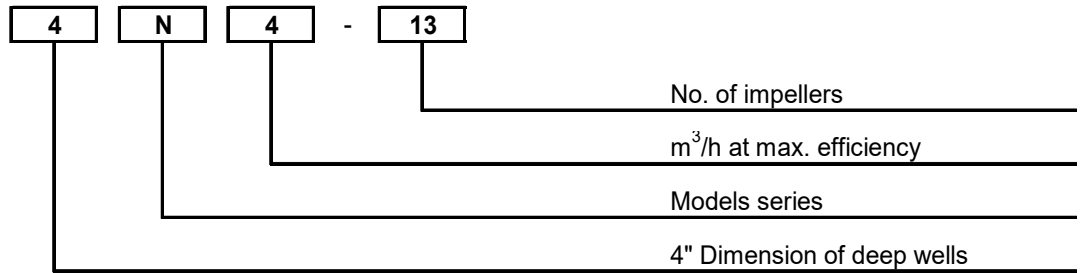 4 N 4 - 13
No. of impellers
m³/h at max. efficiency
Models series
4" Dimension of deep wells